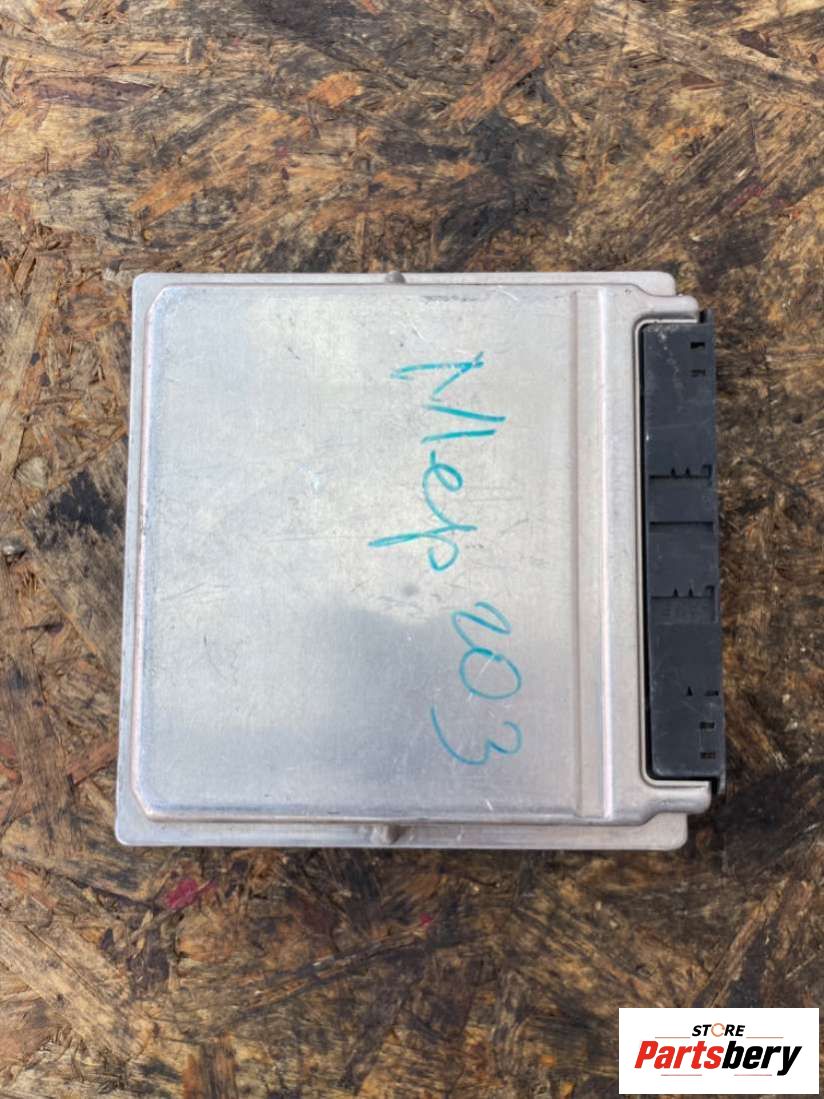 Мер 203
STORE
Partsbery